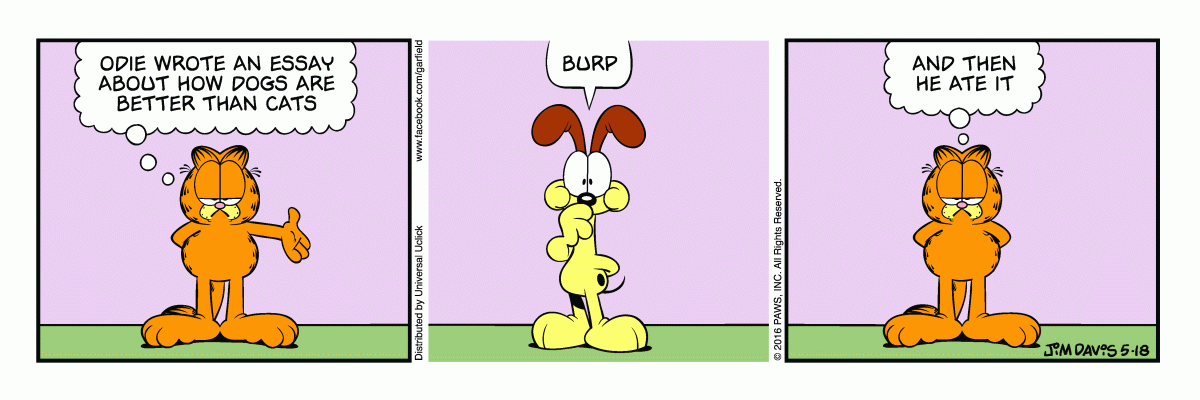 ODIE WROTE AN ESSAY
ABOUT HOW DOGS ARE
BETTER THAN CATS
www.facebook.com/garfield
Distributed by Universal Uclick
BURP
© 2016 PAWS, INC. All Rights Reserved.
AND THEN
HE ATE IT
JIM DAVIS 5-18